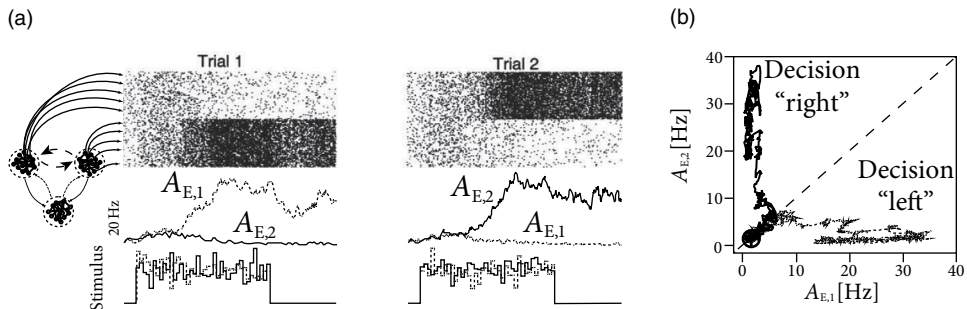 (a)
Trial 1
Trial 2
A_E,1
A_E,2
20 Hz
Stimulus
A_E,2
A_E,1
(b)
40
30
20
10
0
A_E,2 [Hz]
Decision
"right"
Decision
"left"
0
10
20
30
40
A_E,1 [Hz]